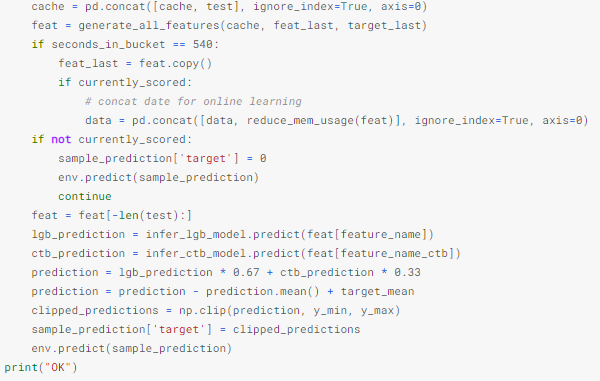 cache = pd.concat([cache, test], ignore_index=True, axis=0)
feat = generate_all_features(cache, feat_last, target_last)
if seconds_in_bucket == 540:
feat_last = feat.copy()
if currently_scored:
# concat date for online learning
data = pd.concat([data, reduce_mem_usage(feat)], ignore_index=True, axis=0)
if not currently_scored:
sample_prediction['target'] = 0
env.predict(sample_prediction)
continue
feat = feat[-len(test):]
lgb_prediction = infer_lgb_model.predict(feat[feature_name])
ctb_prediction = infer_ctb_model.predict(feat[feature_name_ctb])
prediction = lgb_prediction * 0.67 + ctb_prediction * 0.33
prediction = prediction - prediction.mean() + target_mean
clipped_predictions = np.clip(prediction, y_min, y_max)
sample_prediction['target'] = clipped_predictions
env.predict(sample_prediction)
print("OK")